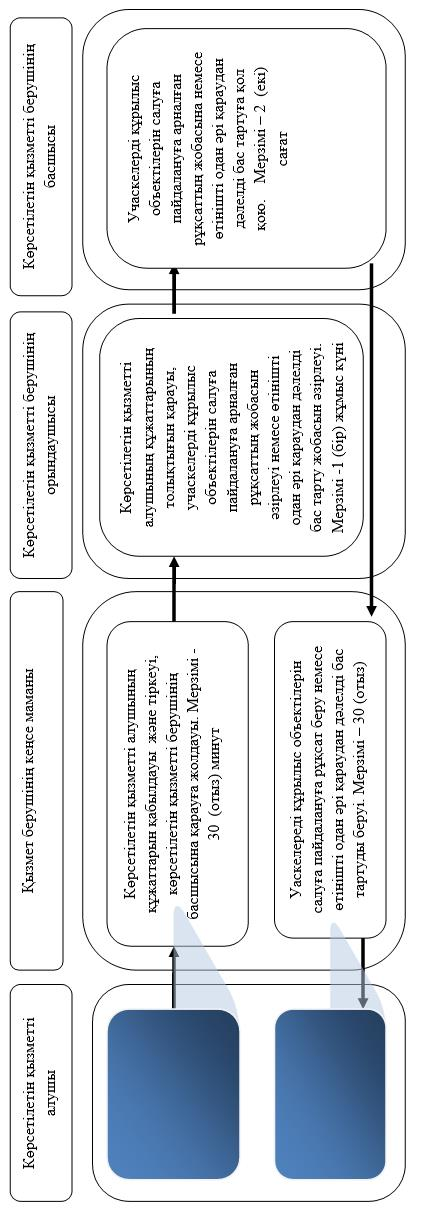 Көрсетілетін қызметті
алушы
Қызмет берушінің кеңсе маманы
Көрсетілетін қызметті берушінің
орындаушысы
Көрсетілетін қызметті берушінің
басшысы
Көрсетілетін қызметті алушының
құжаттарын қабылдауы және тіркеуі,
көрсетілетін қызметті берушінің
басшысына қарауға жолдауы. Мерзімі -
30 (отыз) минут
Уаскелереді құрылыс объектілерін
салуға пайдалануға рұқсат беру немесе
өтінішті одан әрі қараудан дәлелді бас
тартуды беруі. Мерзімі – 30 (отыз)
Көрсетілетін қызметті
алушының құжаттарының
толықтығын қарауы,
учаскелерді құрылыс
объектілерін салуға
пайдалануға арналған
рұқсаттың жобасын
әзірлеуі немесе өтінішті
одан әрі қараудан дәлелді
бас тарту жобасын әзірлеуі.
Мерзімі -1 (бір) жұмыс күні
Учаскелерді құрылыс
объектілерін салуға
пайдалануға арналған
рұқсаттың жобасына немесе
өтінішті одан әрі қараудан
дәлелді бас тартуға қол
қою. Мерзімі – 2 (екі)
сағат